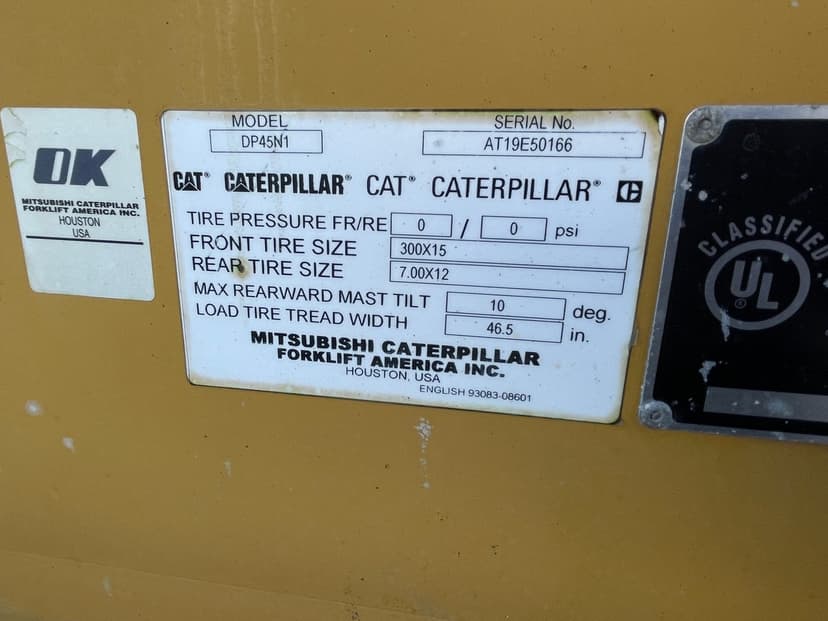 OK
MITSUBISHI CATERPILLAR
FORKLIFT AMERICA INC.
HOUSTON
USA
MODEL SERIAL No.
DP45N1 AT19E50166
CAT® CATERPILLAR® CAT® CATERPILLAR® C
TIRE PRESSURE FR/RE 0 / 0 psi
FRONT TIRE SIZE 300X15
REAR TIRE SIZE 7.00X12
MAX REARWARD MAST TILT 10 deg.
LOAD TIRE TREAD WIDTH 46.5 in.
MITSUBISHI CATERPILLAR
FORKLIFT AMERICA INC.
HOUSTON, USA
ENGLISH 93083-08601
CLASSIFIED
UL®